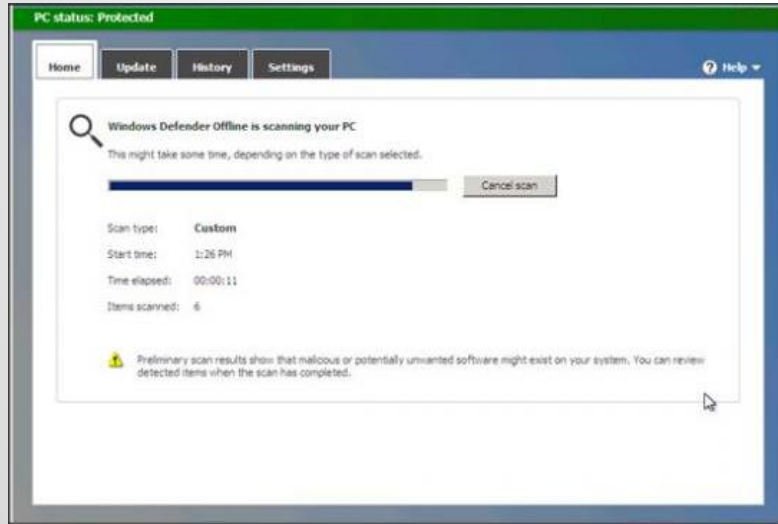 PC status: Protected
Home Update History Settings Help
Windows Defender Offline is scanning your PC
This might take some time, depending on the type of scan selected.
Cancel scan
Scan type: Custom
Start time: 1:26 PM
Time elapsed: 00:00:11
Items scanned: 6
Preliminary scan results show that malicious or potentially unwanted software might exist on your system. You can review
detected items when the scan has completed.